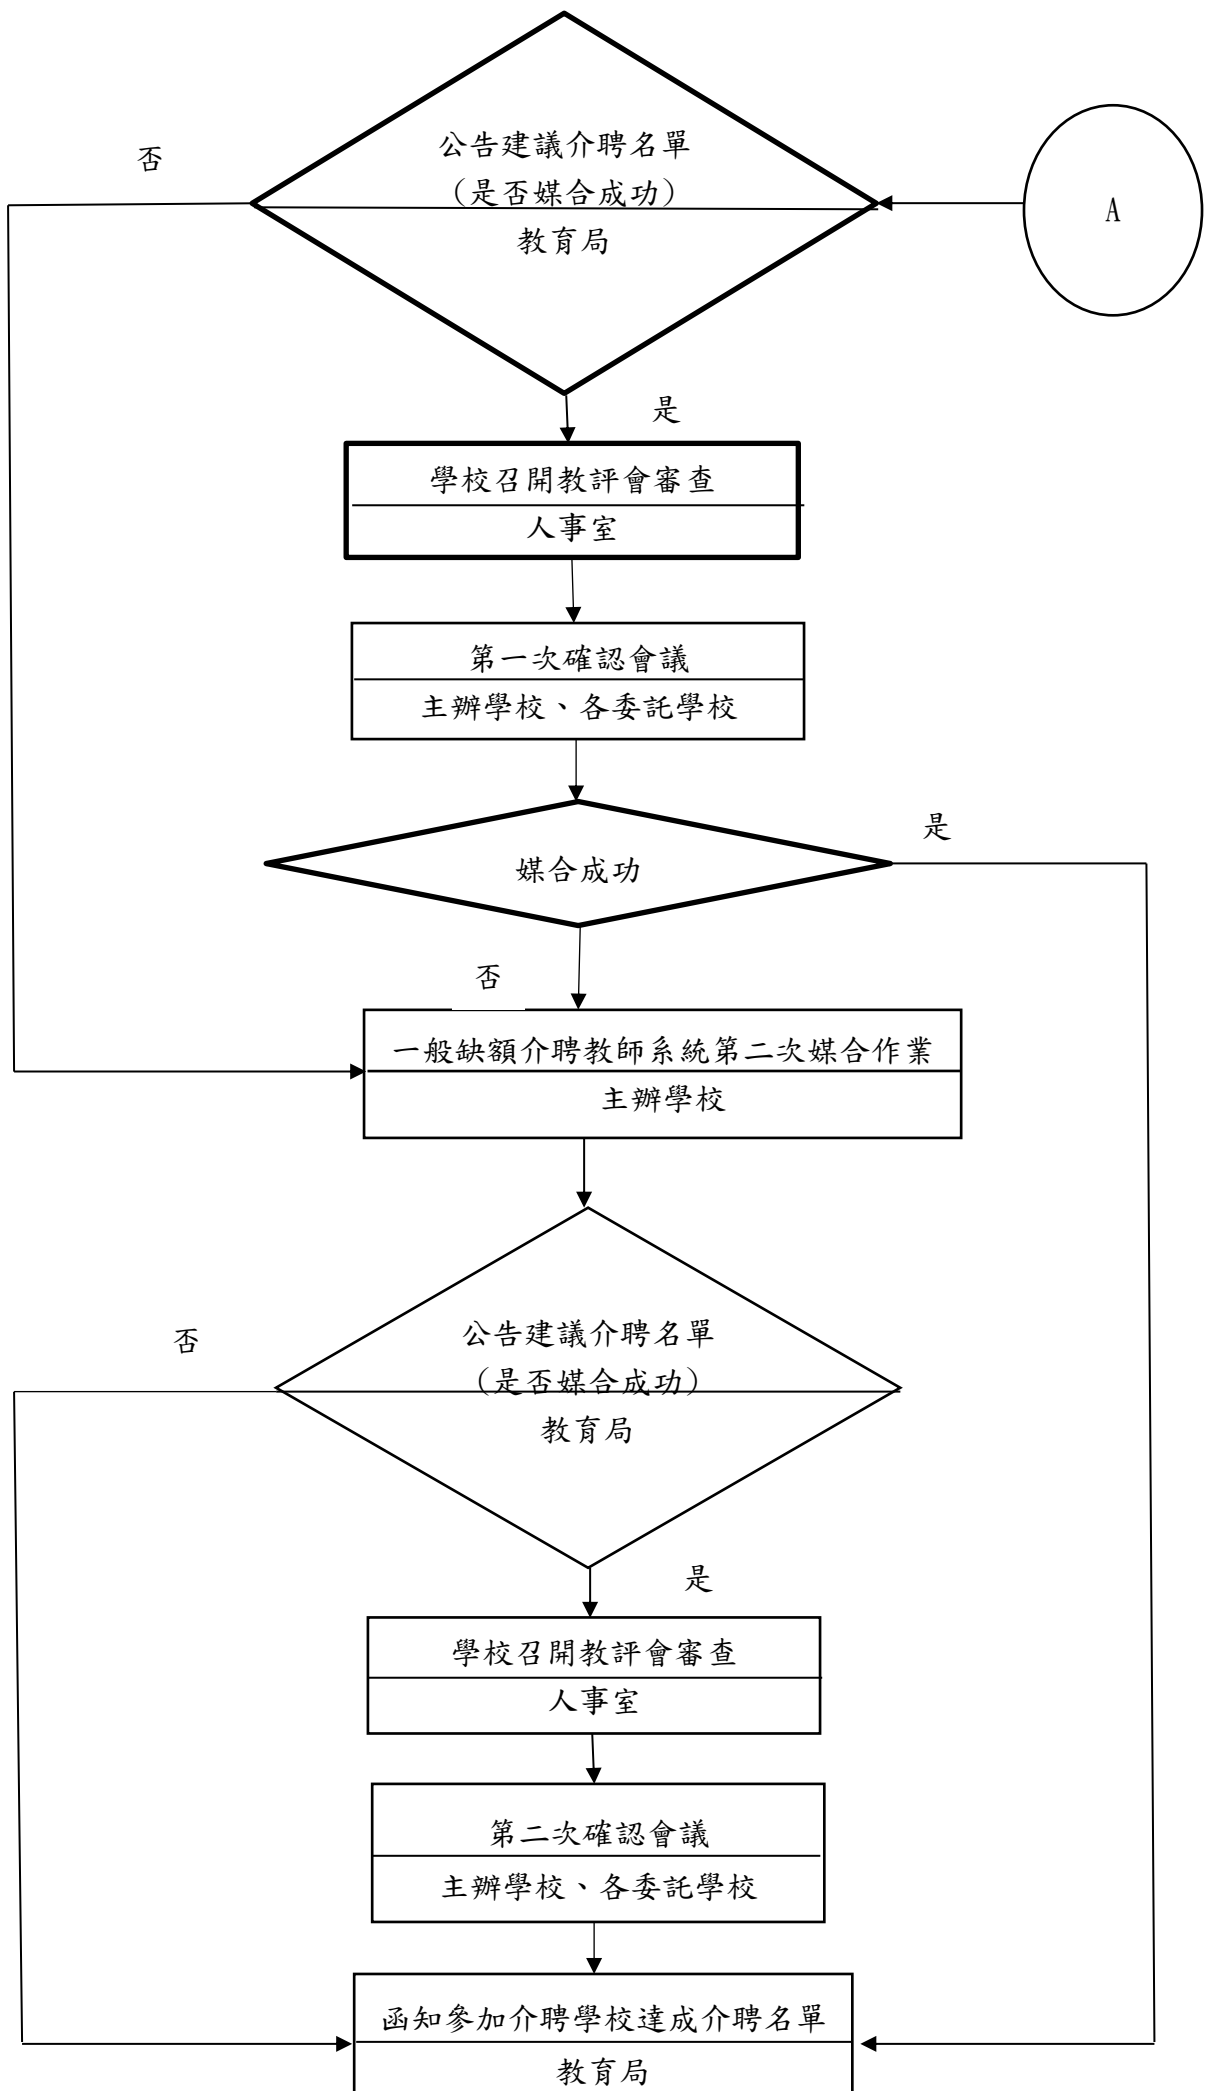 公告建議介聘名單
（是否媒合成功）
教育局
否
A
是
學校召開教評會審查
人事室
第一次確認會議
主辦學校、各委託學校
媒合成功
是
否
一般缺額介聘教師系統第二次媒合作業
主辦學校
公告建議介聘名單
（是否媒合成功）
教育局
否
是
學校召開教評會審查
人事室
第二次確認會議
主辦學校、各委託學校
函知參加介聘學校達成介聘名單
教育局